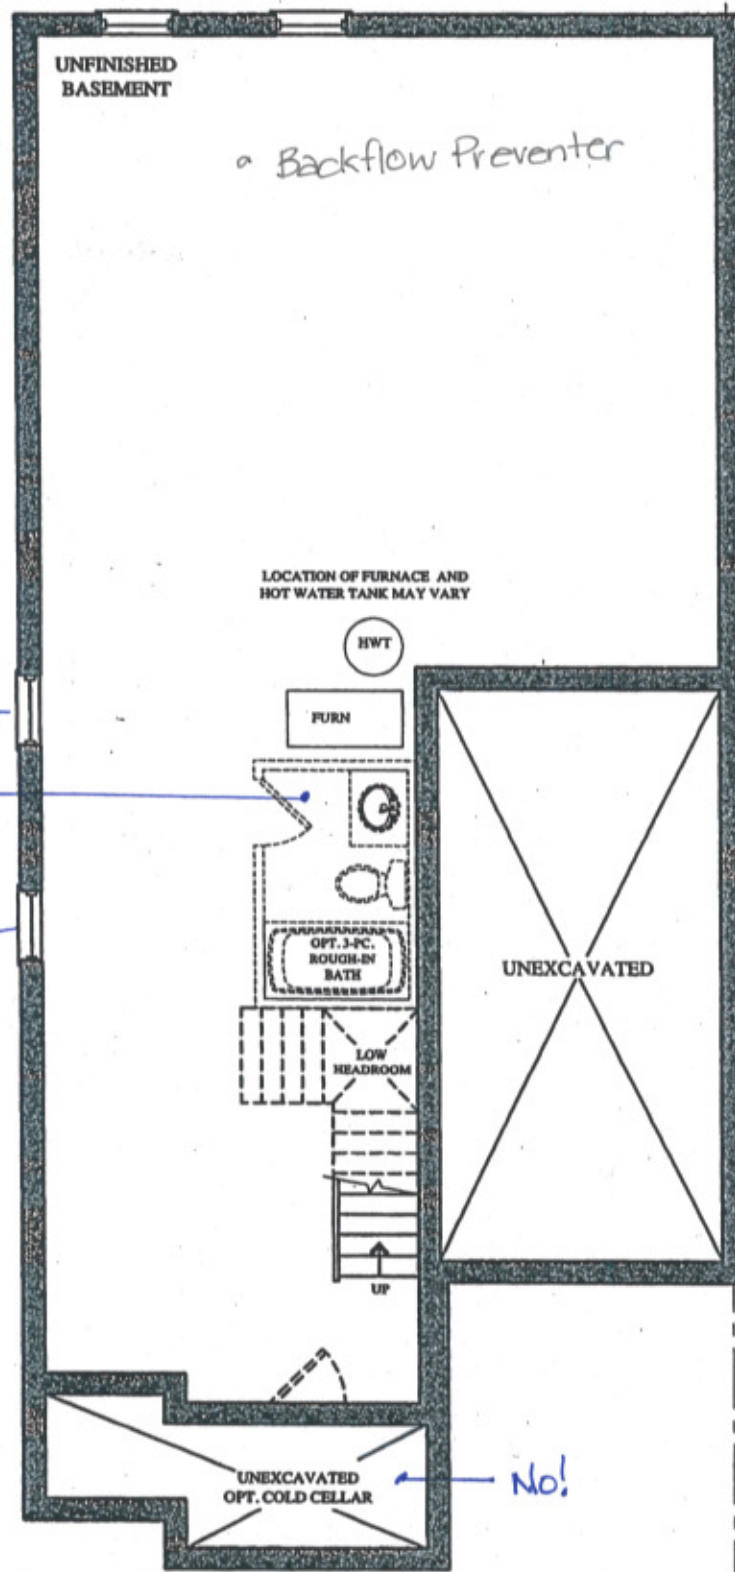 UNFINISHED
BASEMENT
Backflow Preventer
LOCATION OF FURNACE AND
HOT WATER TANK MAY VARY
HWT
FURN
OPT. 3-PC.
ROUGH-IN
BATH
UNEXCAVATED
LOW
HEADROOM
UP
UNEXCAVATED
OPT. COLD CELLAR
No!